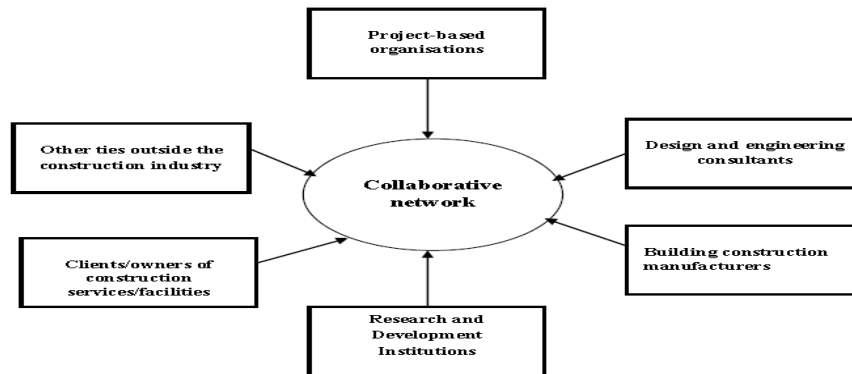 Project-based
organisations
Other ties outside the
construction industry
Design and engineering
consultants
Collaborative
network
Clients/owners of
construction
services/facilities
Building construction
manufacturers
Research and
Development
Institutions